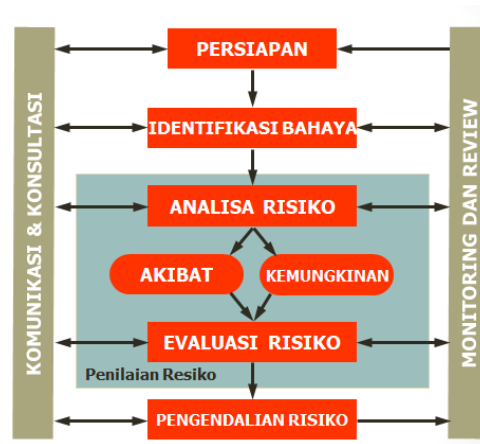 PERSIAPAN
KOMUNIKASI & KONSULTASI
IDENTIFIKASI BAHAYA
MONITORING DAN REVIEW
ANALISA RISIKO
AKIBAT
KEMUNGKINAN
EVALUASI RISIKO
Penilaian Resiko
PENGENDALIAN RISIKO